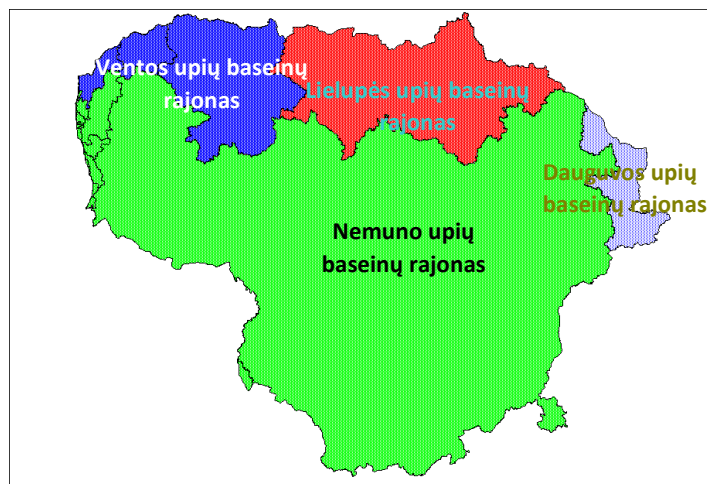 Ventos upių baseinų
rajonas
Lielupės upių baseinų
rajonas
Dauguvos upių
baseinų rajonas
Nemuno upių
baseinų rajonas